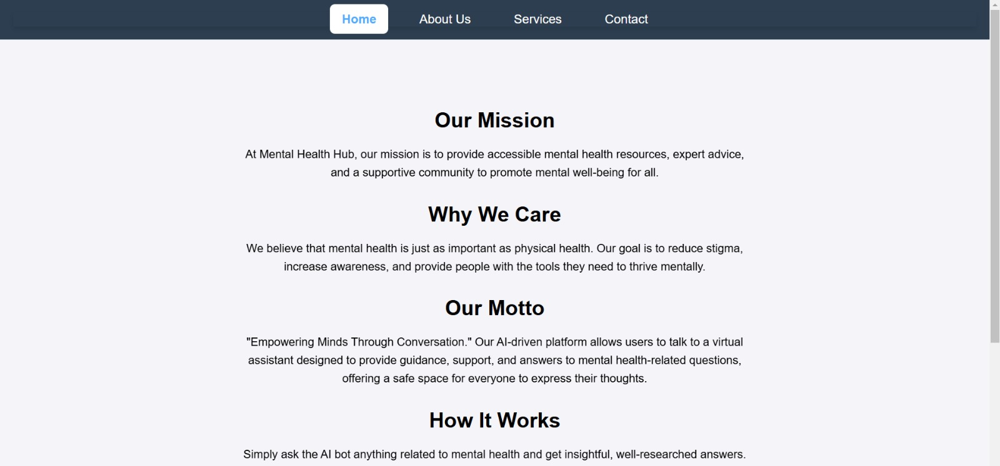 Home About Us Services Contact
Our Mission
At Mental Health Hub, our mission is to provide accessible mental health resources, expert advice,
and a supportive community to promote mental well-being for all.
Why We Care
We believe that mental health is just as important as physical health. Our goal is to reduce stigma,
increase awareness, and provide people with the tools they need to thrive mentally.
Our Motto
"Empowering Minds Through Conversation." Our AI-driven platform allows users to talk to a virtual
assistant designed to provide guidance, support, and answers to mental health-related questions,
offering a safe space for everyone to express their thoughts.
How It Works
Simply ask the AI bot anything related to mental health and get insightful, well-researched answers.